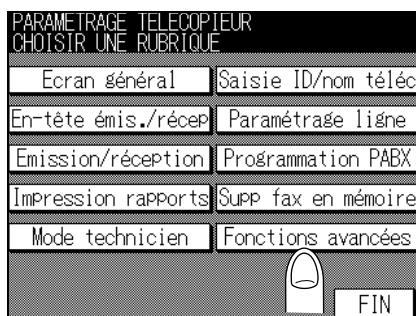 PARAMETRAGE TELECOPIEUR
CHOISIR UNE RUBRIQUE
Ecran général
Saisie ID/nom téléc
En-tête émis./récep
Paramétrage ligne
Emission/réception
Programmation PABX
Impression rapports
Supp fax en mémoire
Mode technicien
Fonctions avancées
FIN